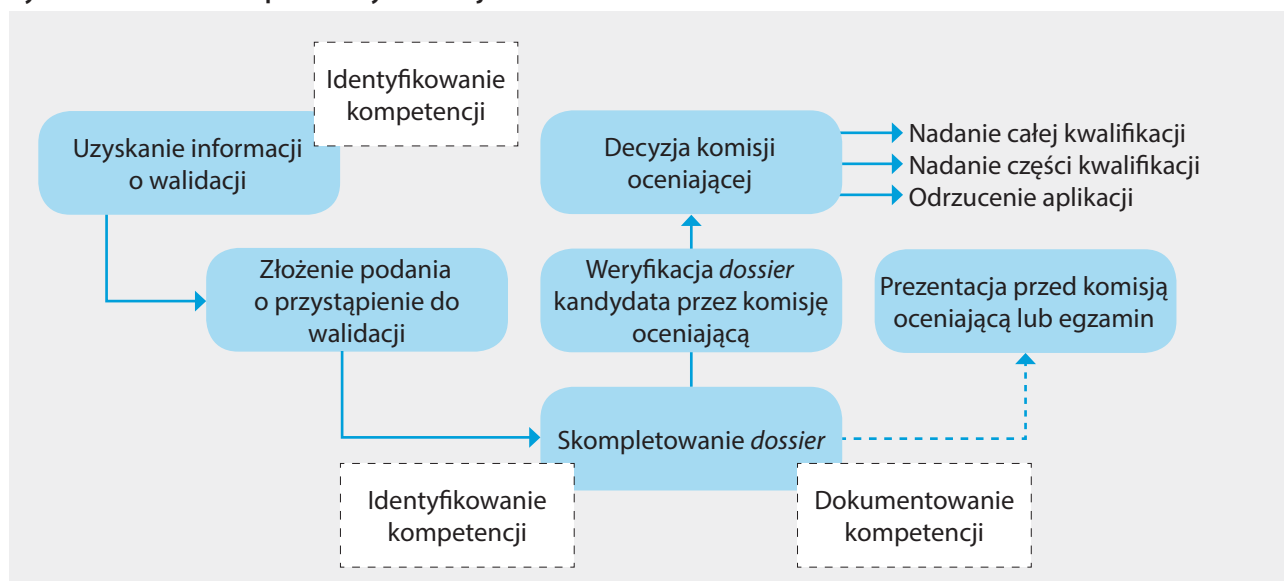 Identyfikowanie
kompetencji
Uzyskanie informacji
o walidacji
Decyzja komisji
oceniającej
Nadanie całej kwalifikacji
Nadanie części kwalifikacji
Odrzucenie aplikacji
Złożenie podania
o przystąpienie do
walidacji
Weryfikacja dossier
kandydata przez komisję
oceniającą
Prezentacja przed komisją
oceniającą lub egzamin
Skompletowanie dossier
Identyfikowanie
kompetencji
Dokumentowanie
kompetencji